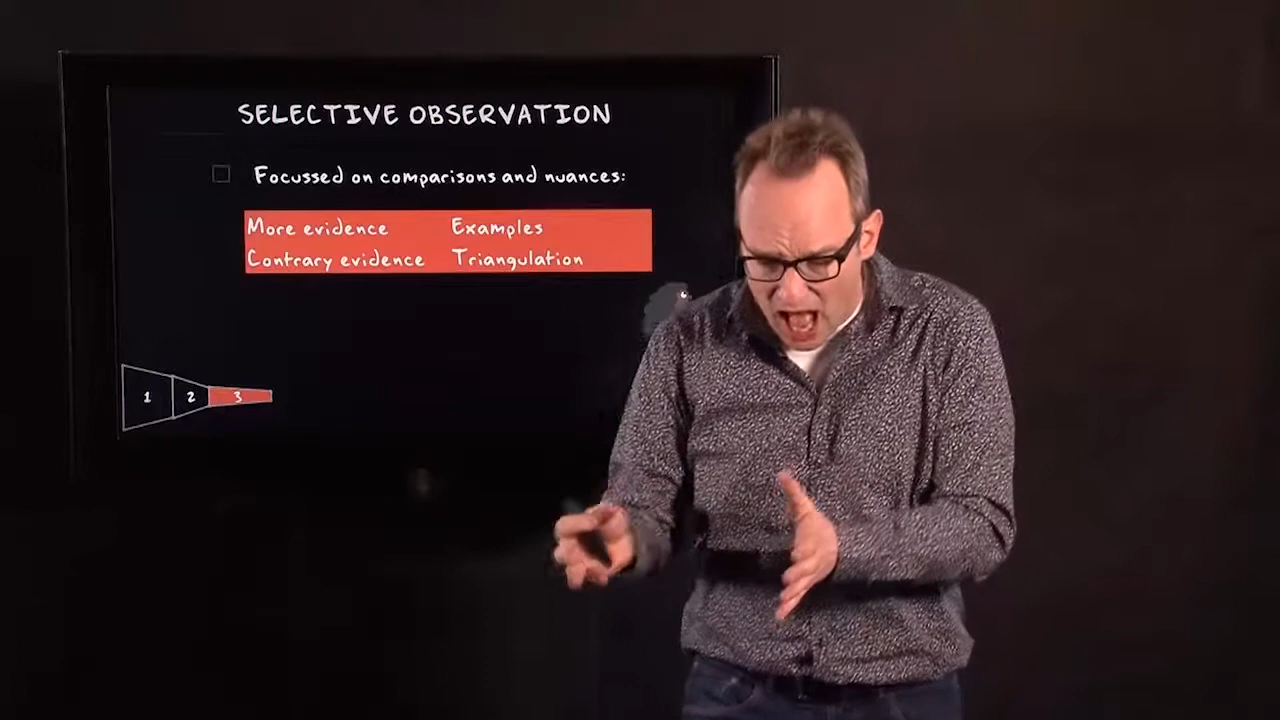 SELECTIVE OBSERVATION
Focussed on comparisons and nuances:
More evidence Examples
Contrary evidence Triangulation
1 2 3